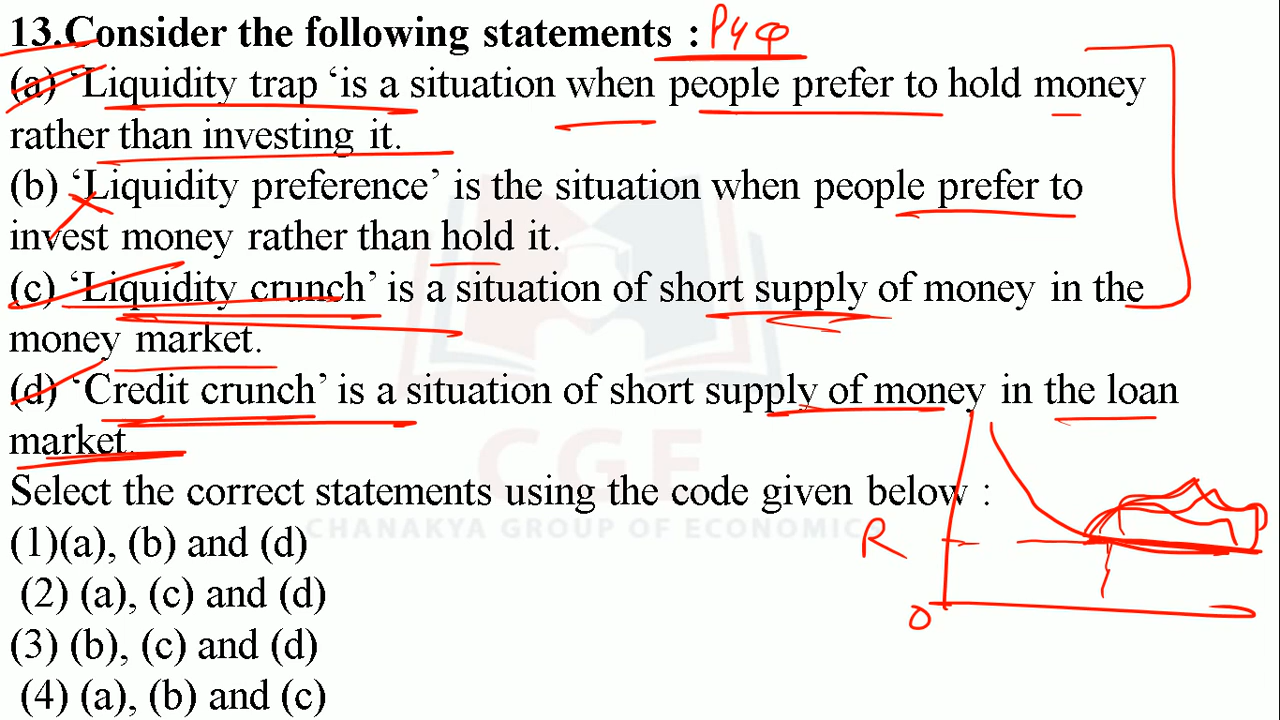 13.Consider the following statements : PYQ
(a) ‘Liquidity trap ‘is a situation when people prefer to hold money
rather than investing it.
(b) ‘Liquidity preference’ is the situation when people prefer to
invest money rather than hold it.
(c) ‘Liquidity crunch’ is a situation of short supply of money in the
money market.
(d) ‘Credit crunch’ is a situation of short supply of money in the loan
market.
CGE
Select the correct statements using the code given below :
CHANAKYA GROUP OF ECONOMICS
(1)(a), (b) and (d)
R
(2) (a), (c) and (d)
O
(3) (b), (c) and (d)
(4) (a), (b) and (c)